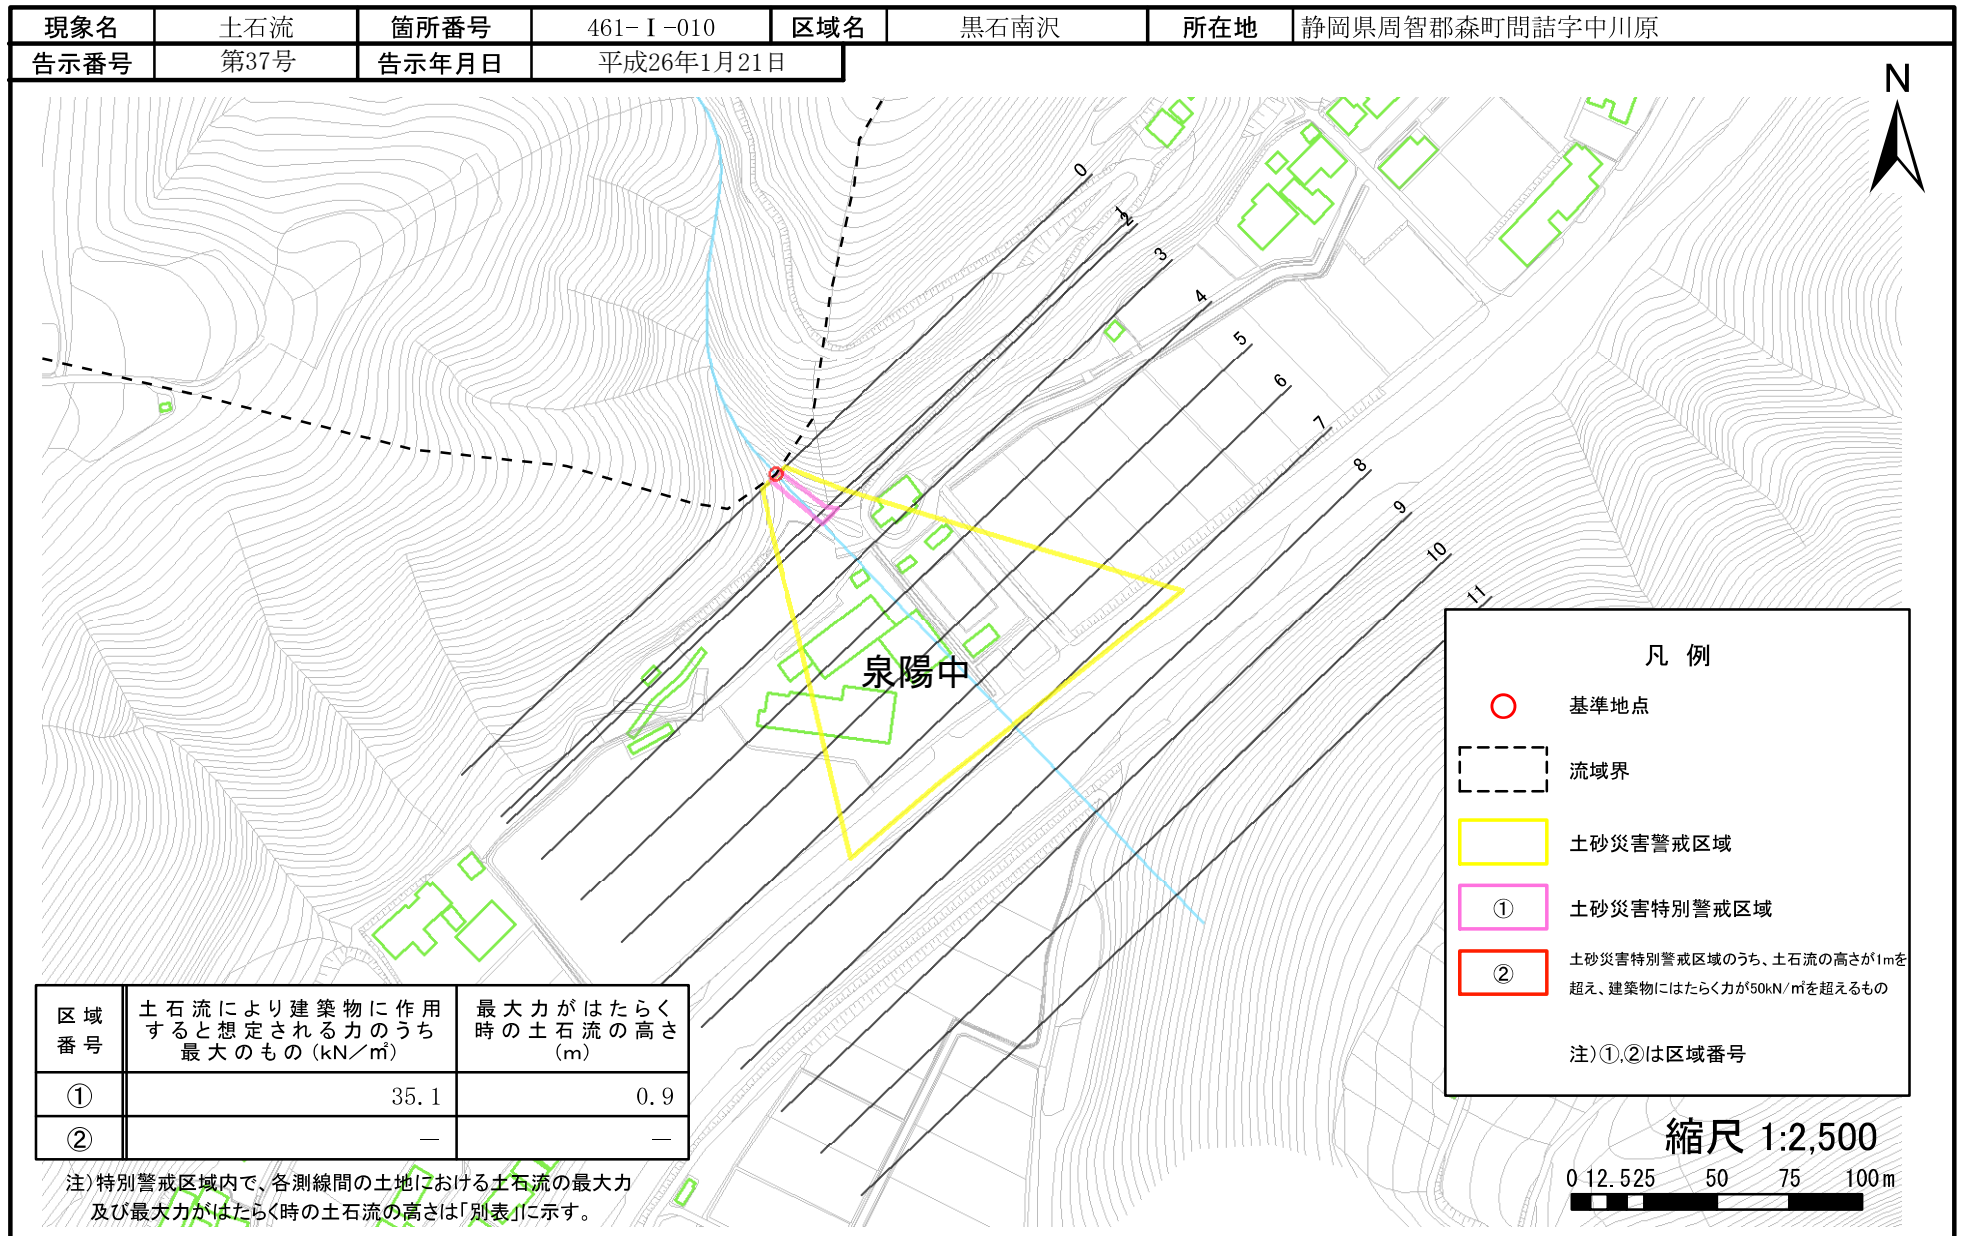 現象名 土石流 箇所番号 461-Ⅰ-010 区域名 黒石南沢 所在地 静岡県周智郡森町問詰字中川原
告示番号 第37号 告示年月日 平成26年1月21日
N
0
1
2
3
4
5
6
7
8
9
10
11
泉陽中
凡 例
基準地点
流域界
土砂災害警戒区域
① 土砂災害特別警戒区域
② 土砂災害特別警戒区域のうち、土石流の高さが1mを
超え、建築物にはたらく力が50kN/㎡を超えるもの
注)①,②は区域番号
区域
番号
土石流により建築物に作用
すると想定される力のうち
最大のもの(kN/㎡)
最大力がはたらく
時の土石流の高さ
(m)
① 35.1 0.9
② — —
注)特別警戒区域内で、各測線間の土地における土石流の最大力
及び最大力がはたらく時の土石流の高さは「別表」に示す。
縮尺 1:2,500
0 12.5 25 50 75 100m